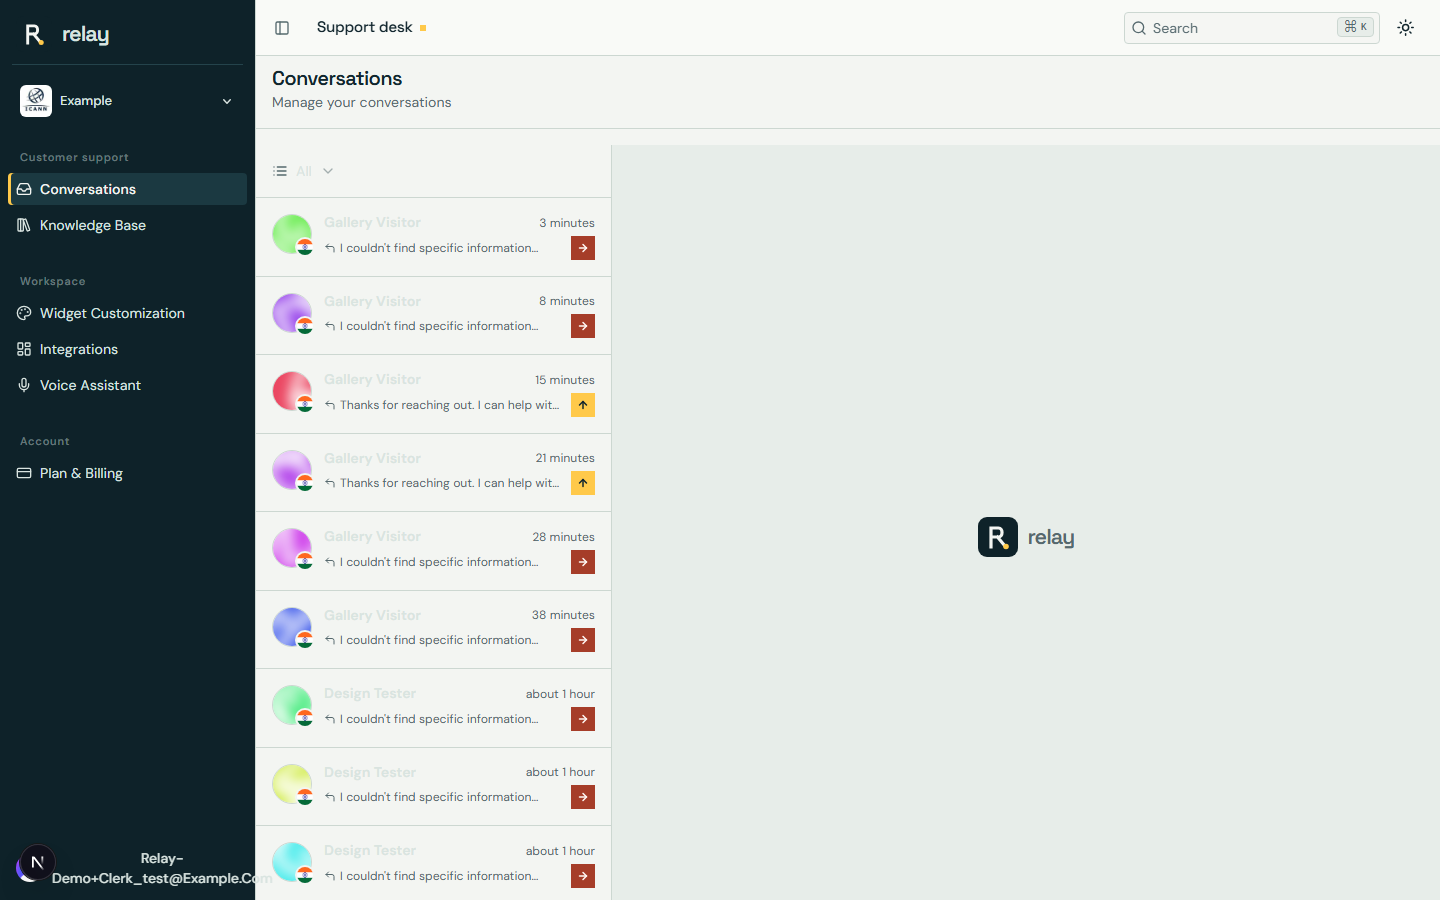 R. relay
Example
Customer support
Conversations
Knowledge Base
Workspace
Widget Customization
Integrations
Voice Assistant
Account
Plan & Billing
N
Relay-
Demo+Clerk_test@Example.Com
Support desk
Search
⌘ K
Conversations
Manage your conversations
All
Gallery Visitor 3 minutes
I couldn't find specific information...
Gallery Visitor 8 minutes
I couldn't find specific information...
Gallery Visitor 15 minutes
Thanks for reaching out. I can help wit...
Gallery Visitor 21 minutes
Thanks for reaching out. I can help wit...
Gallery Visitor 28 minutes
I couldn't find specific information...
Gallery Visitor 38 minutes
I couldn't find specific information...
Design Tester about 1 hour
I couldn't find specific information...
Design Tester about 1 hour
I couldn't find specific information...
Design Tester about 1 hour
I couldn't find specific information...
R. relay